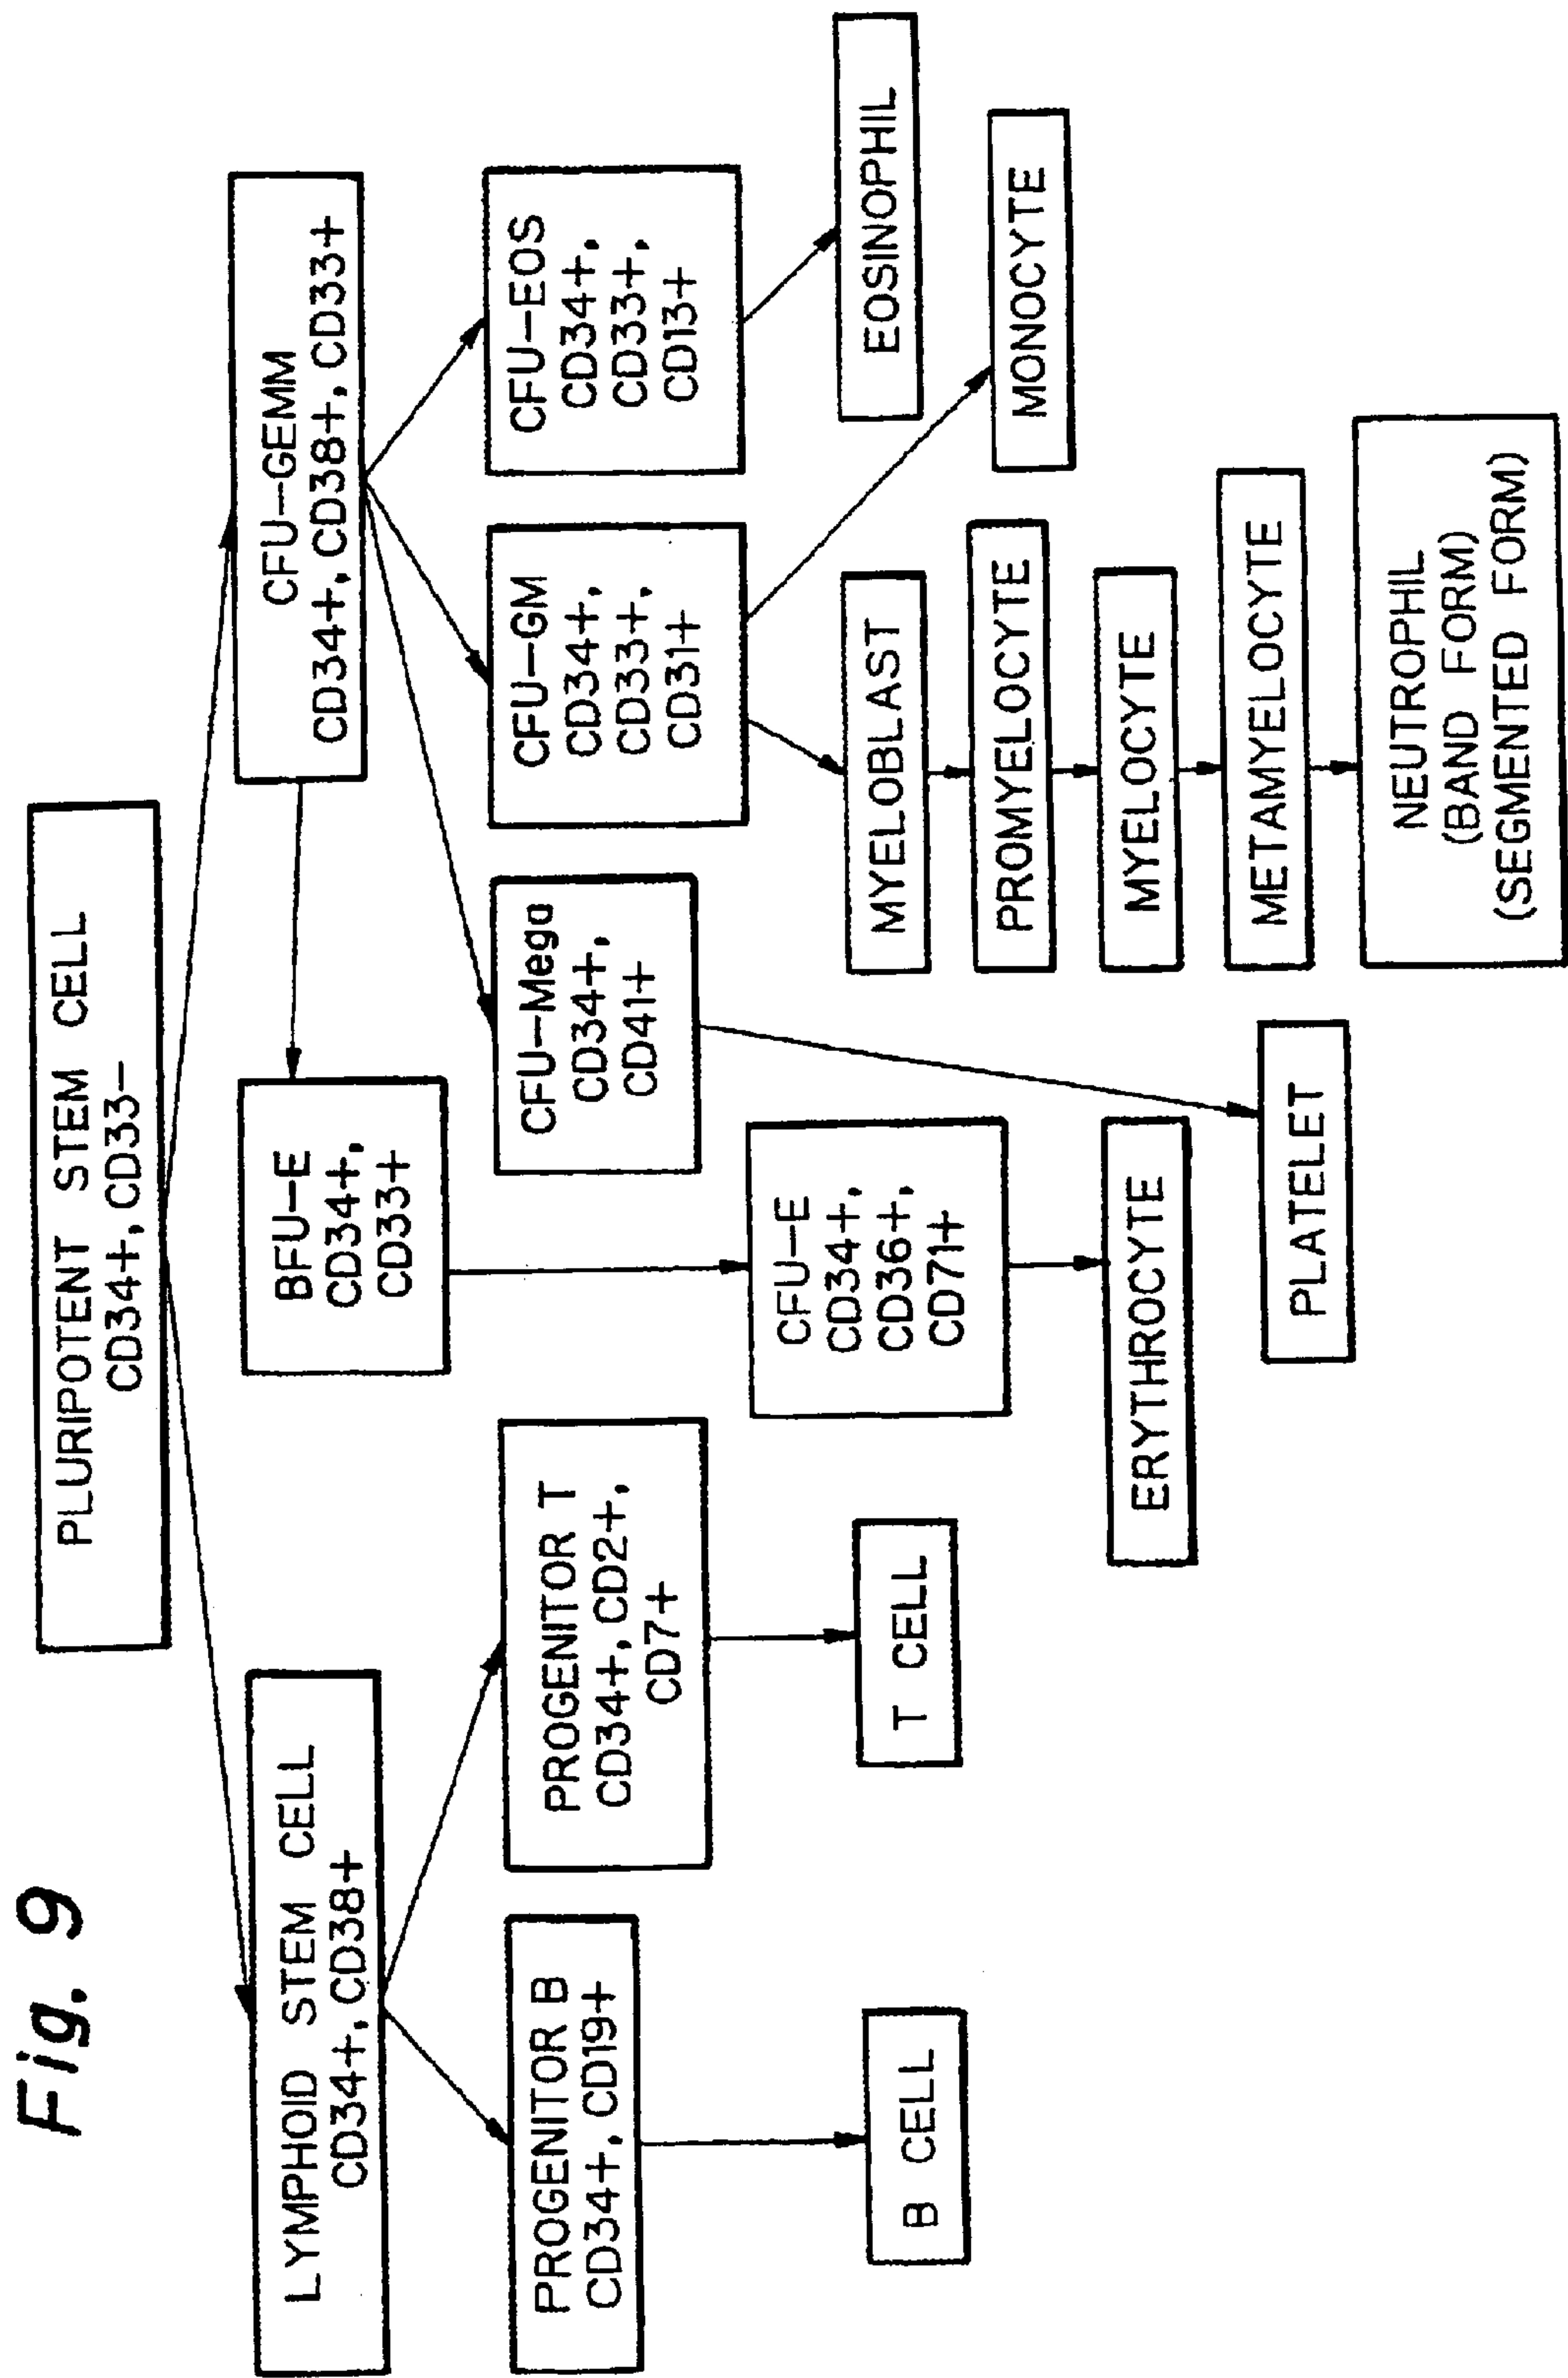 Fig. 9
PLURIPOTENT STEM CELL
CD34+, CD33−
LYMPHOID STEM CELL
CD34+, CD38+
CFU–GEMM
CD34+, CD38+, CD33+
BFU–E
CD34+,
CD33+
PROGENITOR B
CD34+, CD19+
PROGENITOR T
CD34+, CD2+,
CD7+
CFU–Mega
CD34+,
CD41+
CFU–GM
CD34+,
CD33+,
CD31+
CFU–EOS
CD34+,
CD33+,
CD13+
CFU–E
CD34+,
CD36+,
CD71+
B CELL
T CELL
MYELOBLAST
EOSINOPHIL
PROMYELOCYTE
MONOCYTE
MYELOCYTE
ERYTHROCYTE
METAMYELOCYTE
PLATELET
NEUTROPHIL
(BAND FORM)
(SEGMENTED FORM)